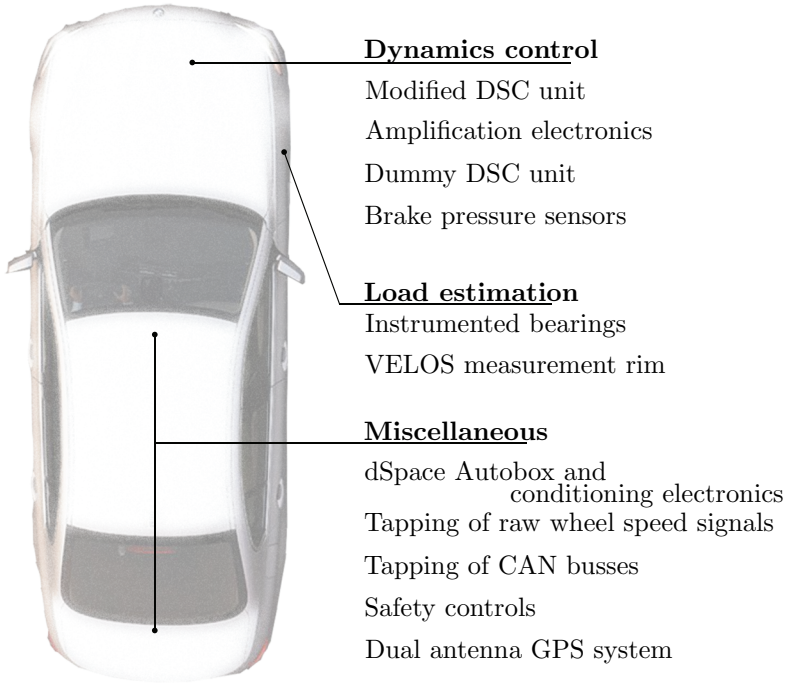 Dynamics control
Modified DSC unit
Amplification electronics
Dummy DSC unit
Brake pressure sensors
Load estimation
Instrumented bearings
VELOS measurement rim
Miscellaneous
dSpace Autobox and
conditioning electronics
Tapping of raw wheel speed signals
Tapping of CAN busses
Safety controls
Dual antenna GPS system